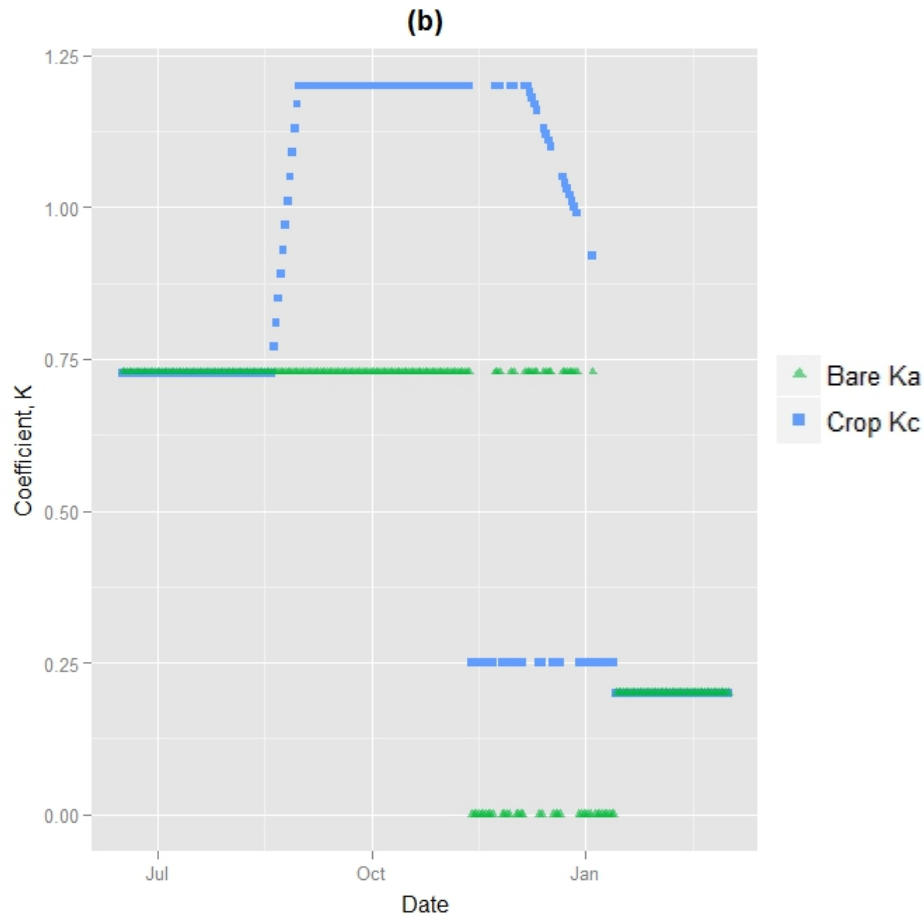 (b)
1.25
1.00
0.75
0.50
0.25
0.00
Coefficient, K
Jul
Oct
Jan
Date
Bare Ka
Crop Kc